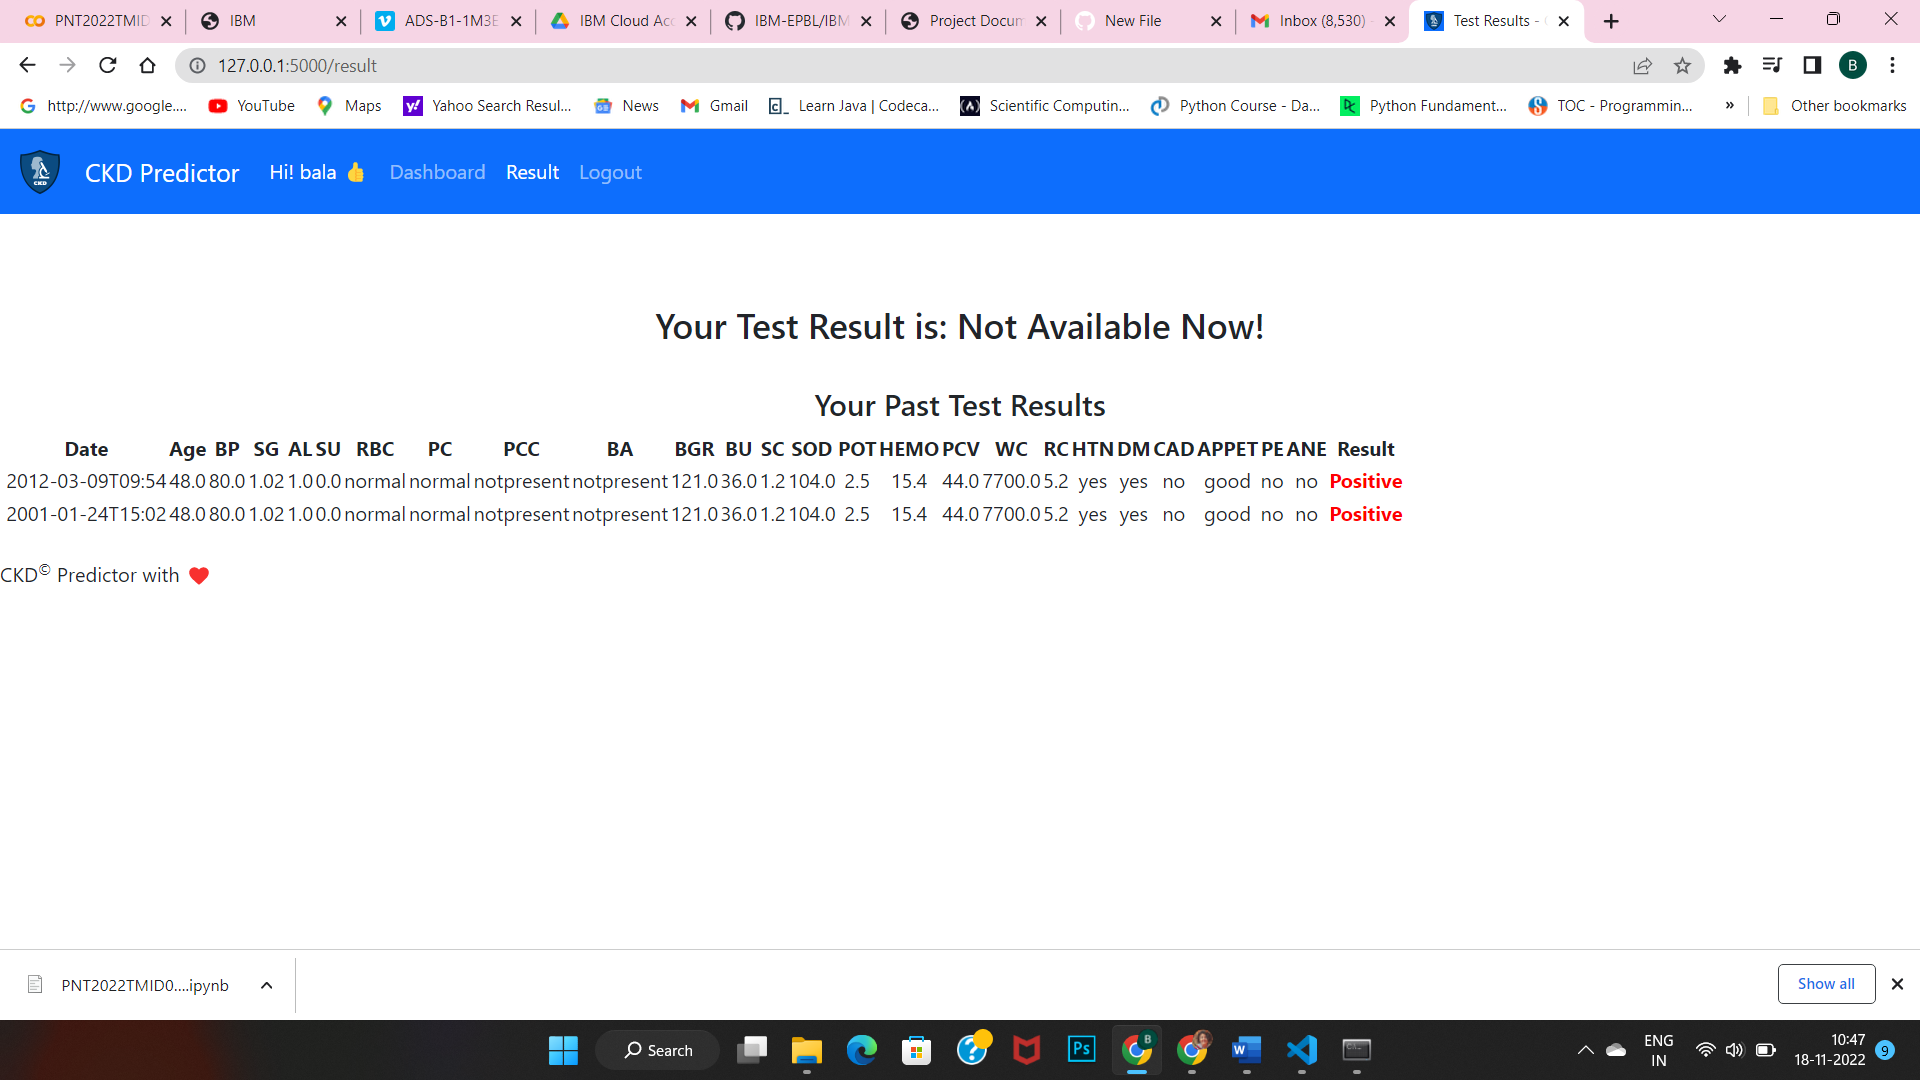 PNT2022TMID
IBM
ADS-B1-1M3E
IBM Cloud Acc
IBM-EPBL/IBM
Project Docum
New File
Inbox (8,530)
Test Results -
127.0.0.1:5000/result
B
http://www.google....
YouTube
Maps
Yahoo Search Resul...
News
Gmail
Learn Java | Codeca...
Scientific Computin...
Python Course - Da...
Python Fundament...
TOC - Programmin...
»
Other bookmarks
CKD
CKD Predictor
Hi! bala 👍
Dashboard
Result
Logout
Your Test Result is: Not Available Now!
Your Past Test Results
Date Age BP SG AL SU RBC PC PCC BA BGR BU SC SOD POT HEMO PCV WC RC HTN DM CAD APPET PE ANE Result
2012-03-09T09:54 48.0 80.0 1.02 1.0 0.0 normal normal notpresent notpresent 121.0 36.0 1.2 104.0 2.5 15.4 44.0 7700.0 5.2 yes yes no good no no Positive
2001-01-24T15:02 48.0 80.0 1.02 1.0 0.0 normal normal notpresent notpresent 121.0 36.0 1.2 104.0 2.5 15.4 44.0 7700.0 5.2 yes yes no good no no Positive
CKD© Predictor with ❤
PNT2022TMID0....ipynb
Show all
Search
Ps
B
ENG
IN
10:47
18-11-2022
9